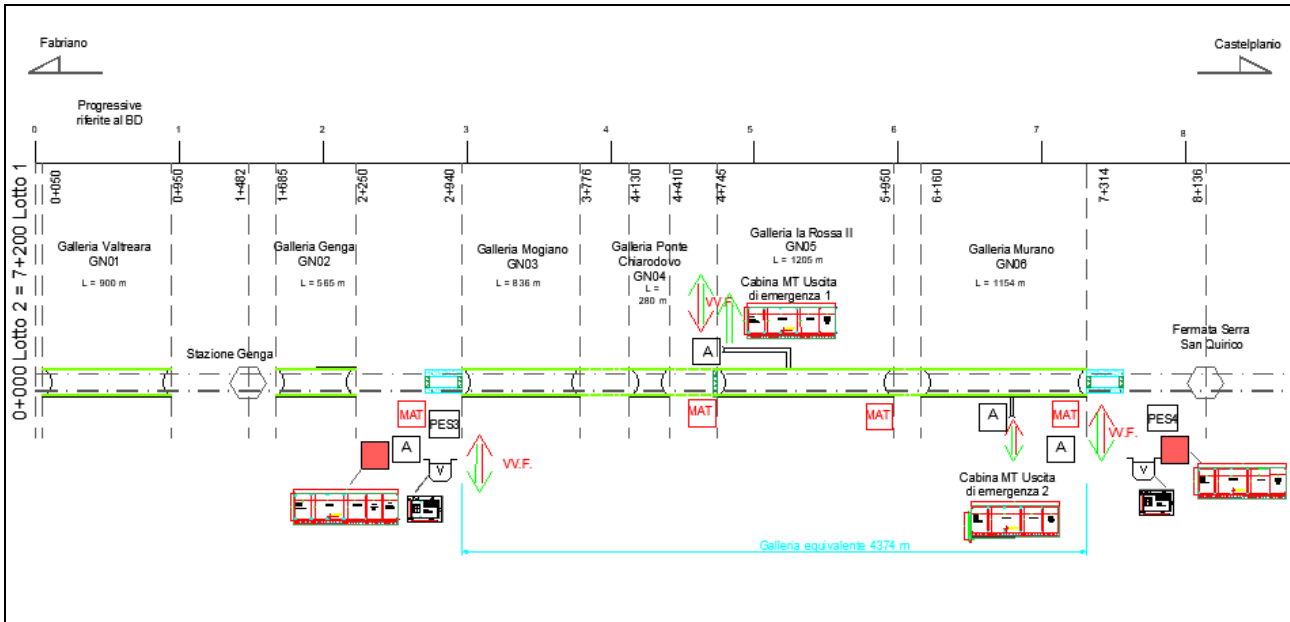 Fabriano
Castelplanio
Progressive
riferite al BD
0 1 2 3 4 5 6 7 8
0+000 Lotto 2 = 7+200 Lotto 1
0+050
0+950
1+482
1+685
2+250
2+940
3+776
4+130
4+410
4+745
5+950
6+160
7+314
8+136
Galleria Valtreara
GN01
L = 900 m
Galleria Genga
GN02
L = 565 m
Galleria Mogiano
GN03
L = 836 m
Galleria Ponte
Chiarodovo
GN04
L =
280 m
Galleria la Rossa II
GN05
L = 1205 m
Galleria Murano
GN06
L = 1154 m
Cabina MT Uscita
di emergenza 1
VV.F.
Stazione Genga
Fermata Serra
San Quirico
A
MAT
PES3
A
V
VV.F.
MAT
MAT
A
MAT
A
VV.F.
PES4
V
Cabina MT Uscita
di emergenza 2
Galleria equivalente 4374 m